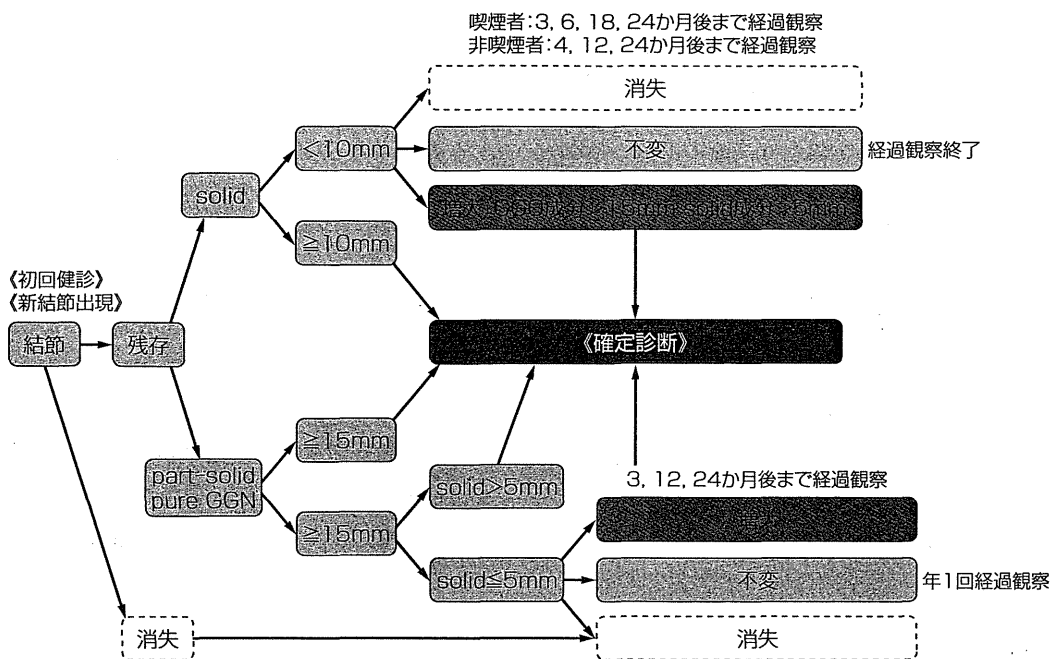 喫煙者:3, 6, 18, 24か月後まで経過観察
非喫煙者:4, 12, 24か月後まで経過観察
消失
<10mm
不変
経過観察終了
solid
≧10mm
《初回健診》
《新結節出現》
結節
残存
《確定診断》
≧15mm
part-solid
pure GGN
3, 12, 24か月後まで経過観察
solid>5mm
≧15mm
solid≦5mm
不変
年1回経過観察
消失
消失